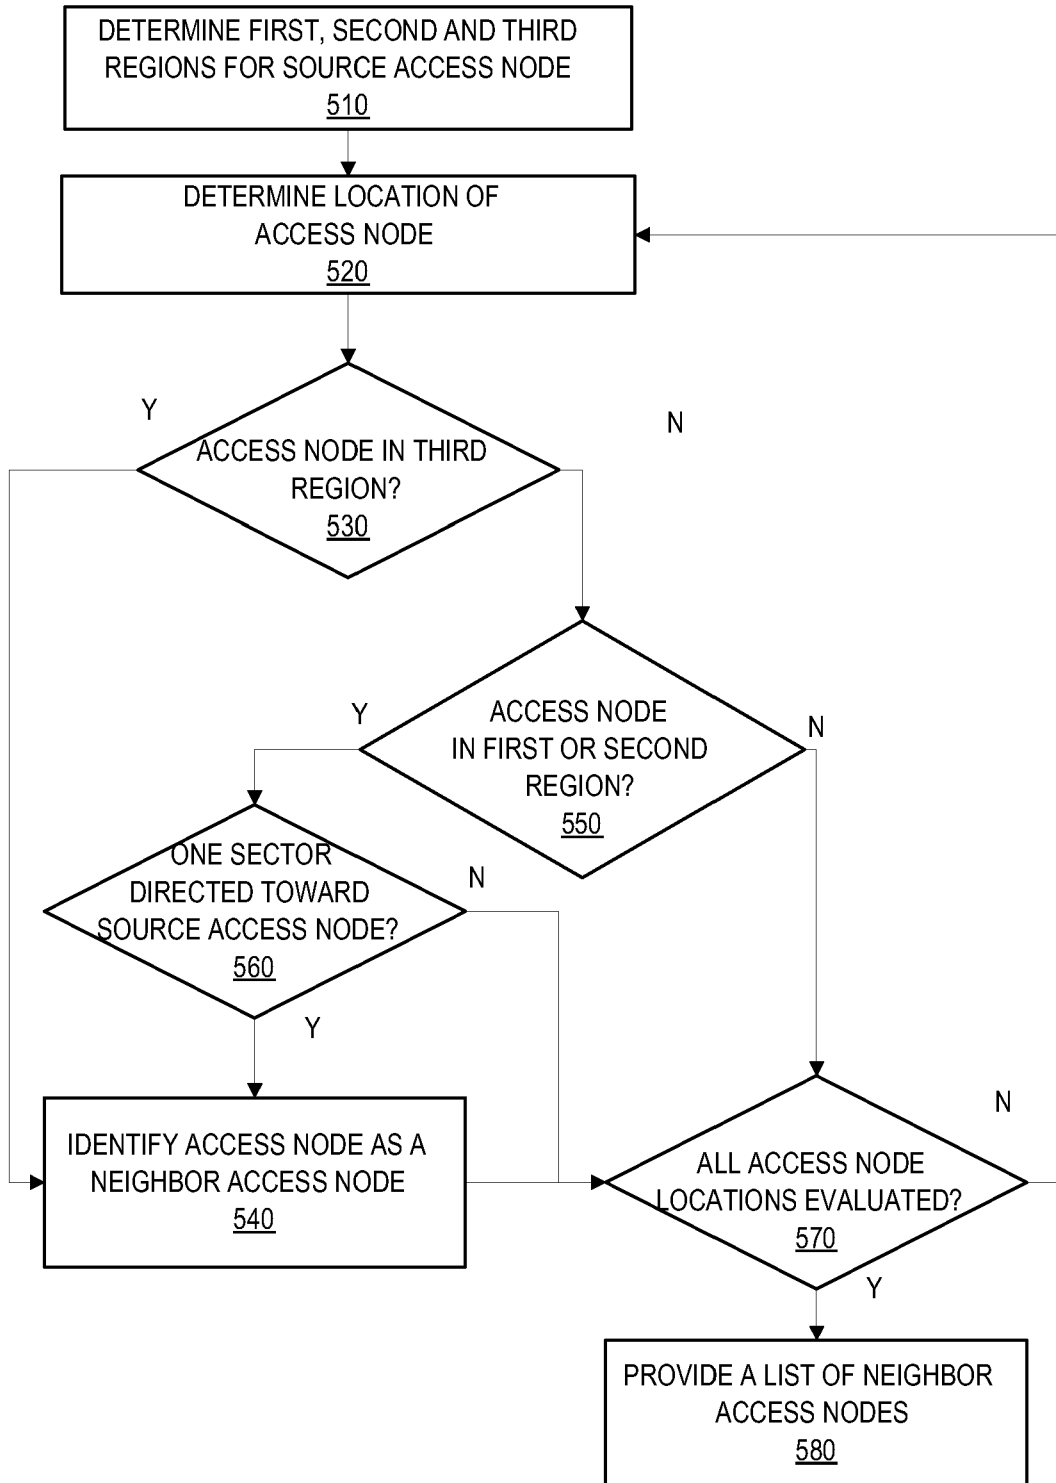 DETERMINE FIRST, SECOND AND THIRD
REGIONS FOR SOURCE ACCESS NODE
510
DETERMINE LOCATION OF
ACCESS NODE
520
Y
N
ACCESS NODE IN THIRD
REGION?
530
Y
N
ACCESS NODE
IN FIRST OR SECOND
REGION?
550
ONE SECTOR
DIRECTED TOWARD
SOURCE ACCESS NODE?
560
N
Y
IDENTIFY ACCESS NODE AS A
NEIGHBOR ACCESS NODE
540
N
ALL ACCESS NODE
LOCATIONS EVALUATED?
570
Y
PROVIDE A LIST OF NEIGHBOR
ACCESS NODES
580